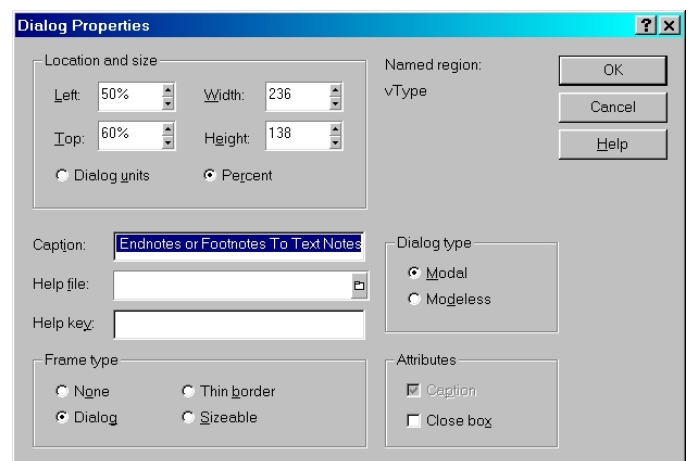 Dialog Properties
Location and size
Left: 50% Width: 236
Top: 60% Height: 138
Dialog units Percent
Named region:
vType
OK
Cancel
Help
Caption: Endnotes or Footnotes To Text Notes
Help file:
Help key:
Dialog type
Modal
Modeless
Frame type
None Thin border
Dialog Sizeable
Attributes
Caption
Close box